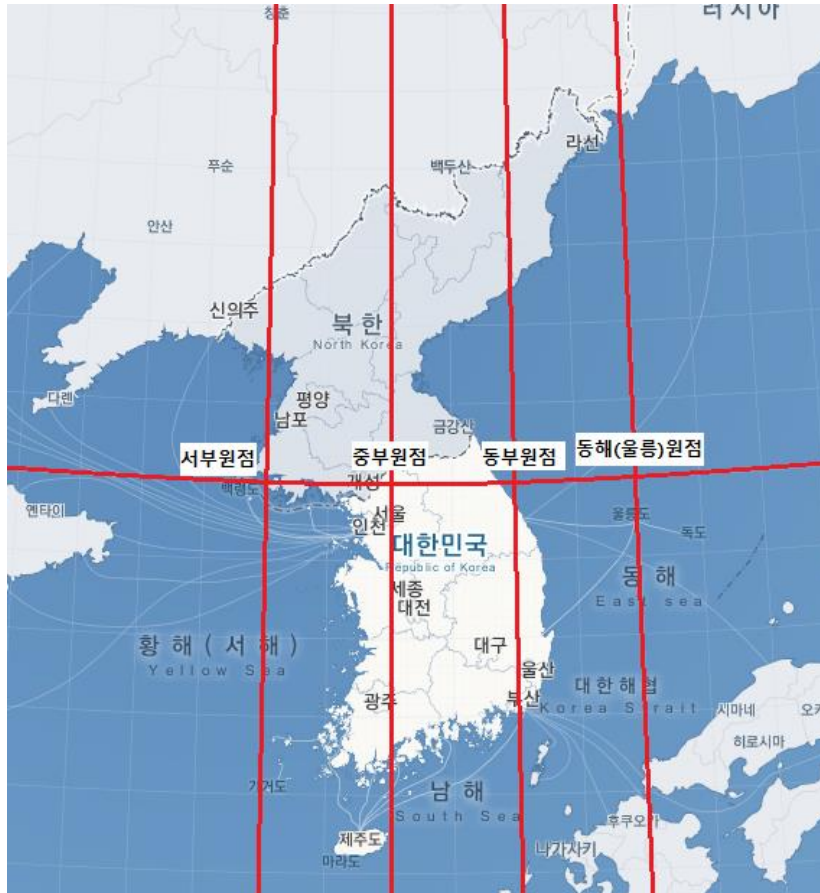 창춘
러시아
라선
푸순
백두산
안산
신의주
북한
North Korea
다롄
평양
남포
금강산
서부원점
중부원점
동부원점
동해(울릉)원점
백령도
개성
옌타이
서울
인천
울릉도
독도
대한민국
Republic of Korea
동해
East sea
세종
대전
황해(서해)
Yellow Sea
대구
울산
대한해협
Korea Strait
광주
부산
시마네
오카
히로시마
가거도
남해
South Sea
후쿠오카
제주도
나가사키
마라도